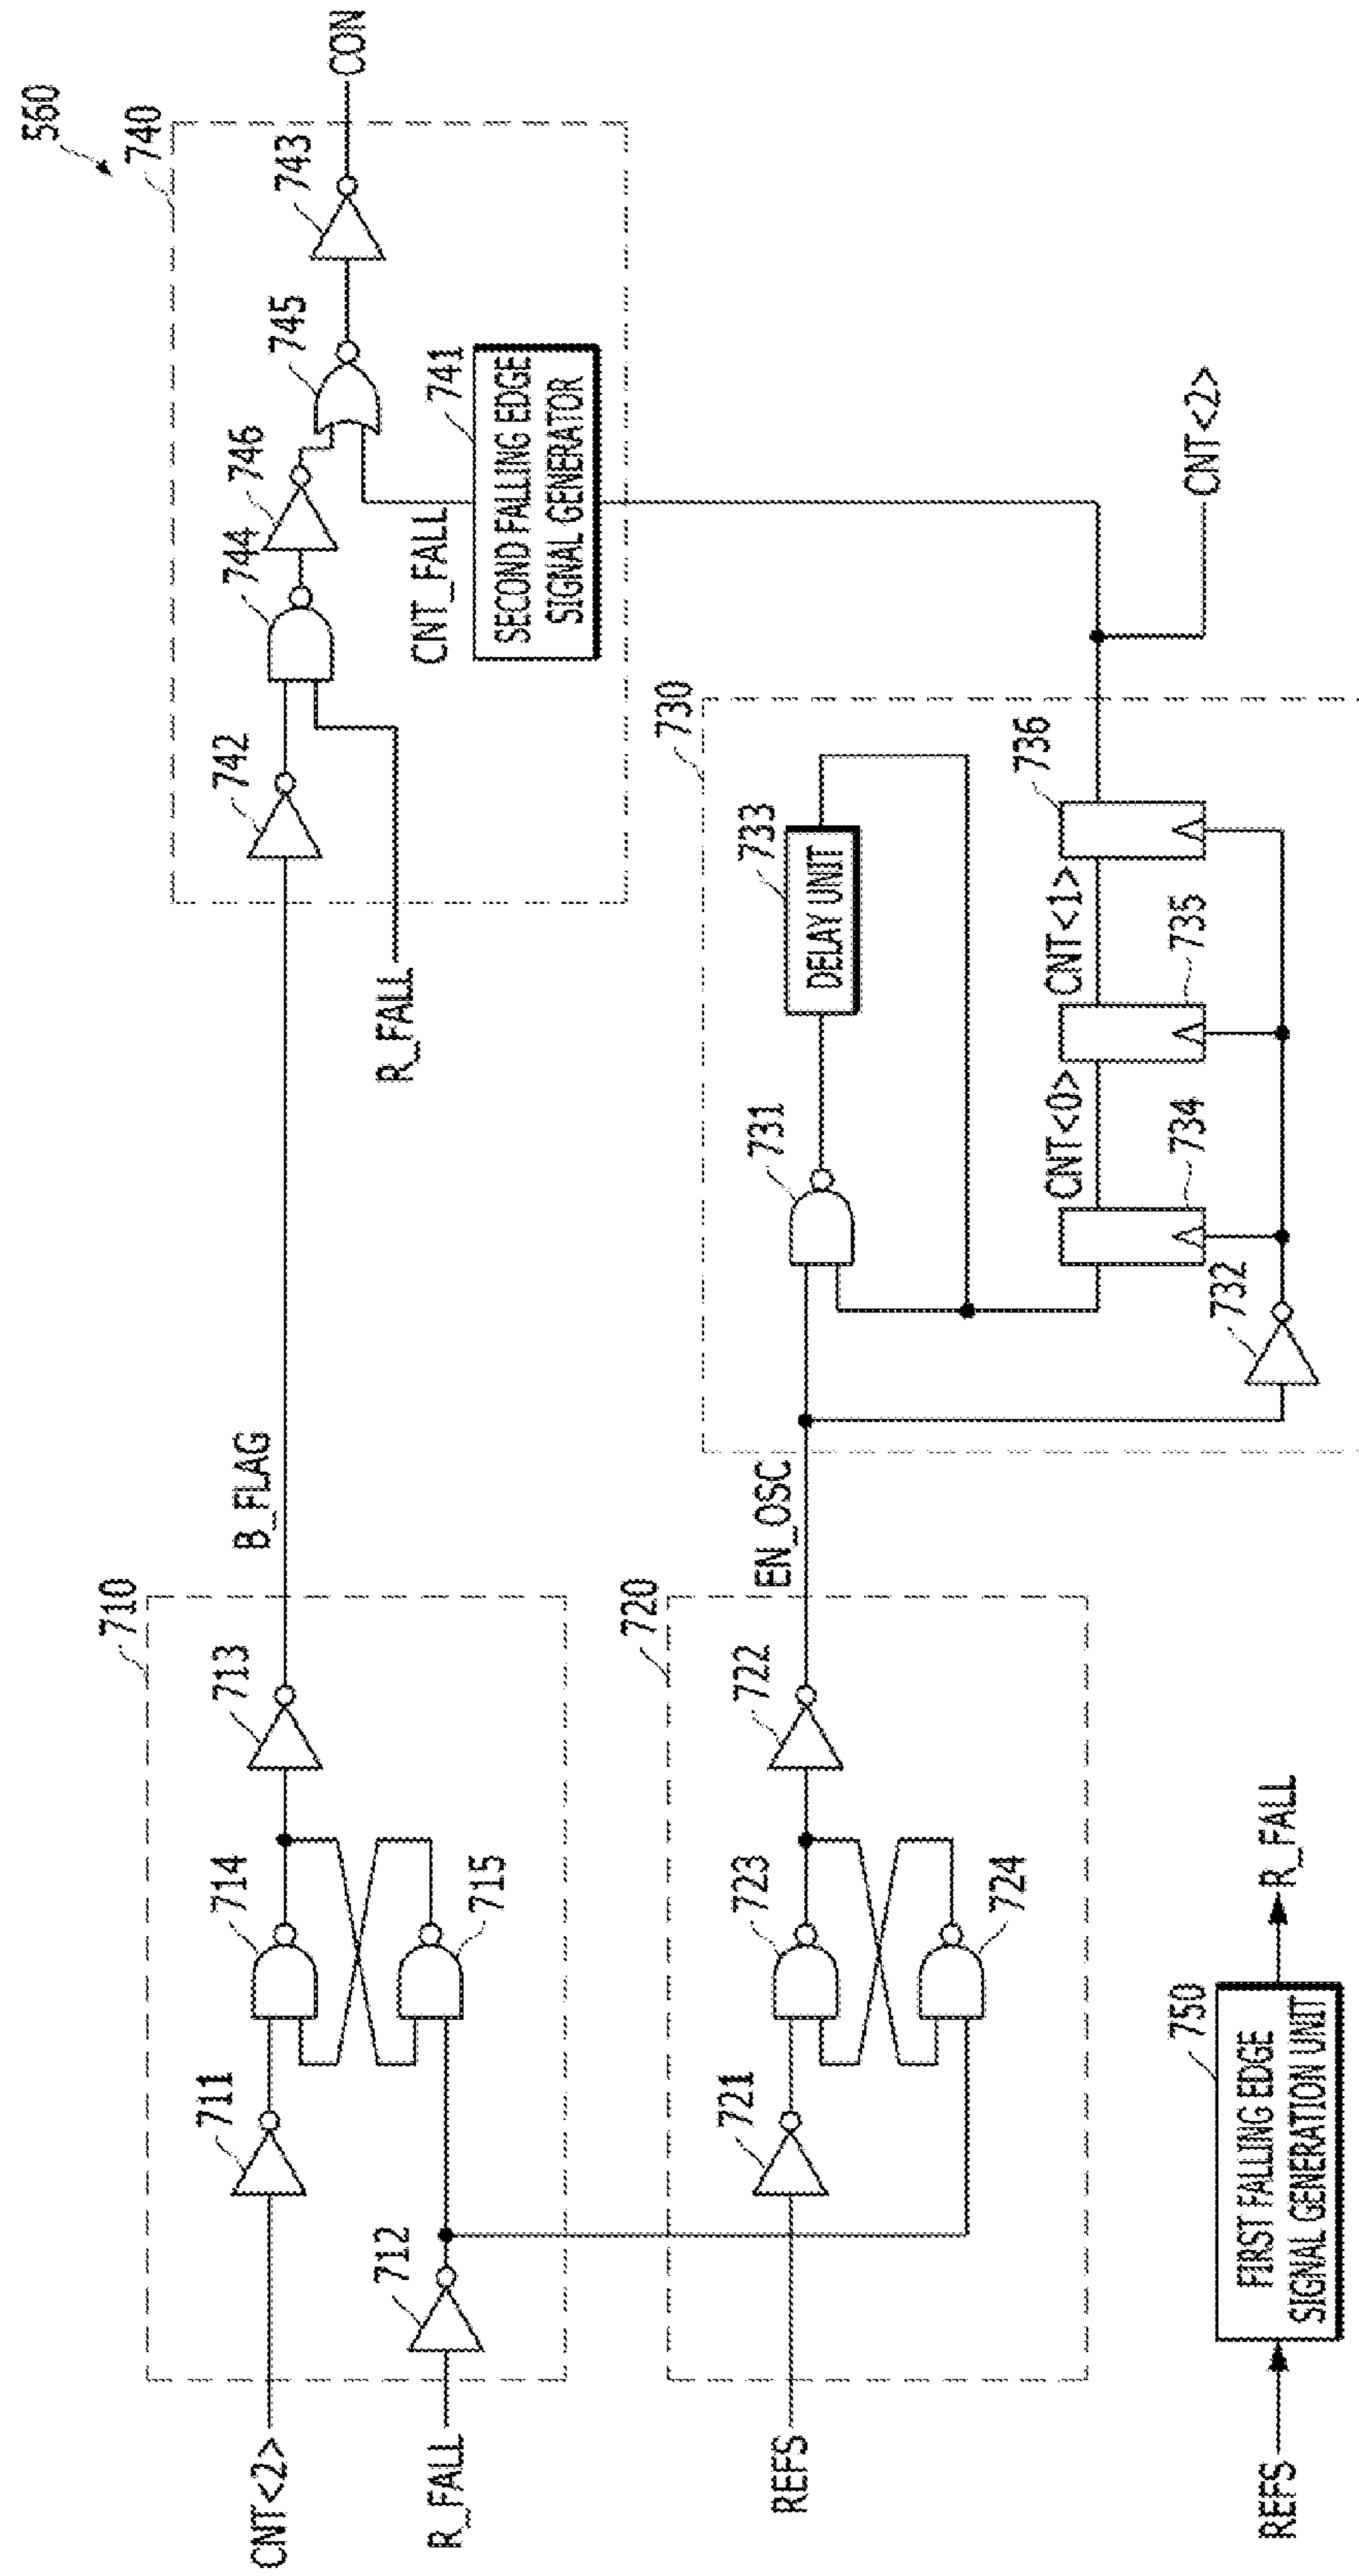 560
710
CNT<2>
711
714
713
R_FALL
712
715
B_FLAG
740
742
744
746
745
743
CON
R_FALL
CNT_FALL
741
SECOND FALLING EDGE
SIGNAL GENERATOR
720
REFS
721
723
722
724
EN_OSC
730
731
733
DELAY UNIT
732
CNT<0>
734
CNT<1>
735
736
CNT<2>
750
REFS
FIRST FALLING EDGE
SIGNAL GENERATION UNIT
R_FALL